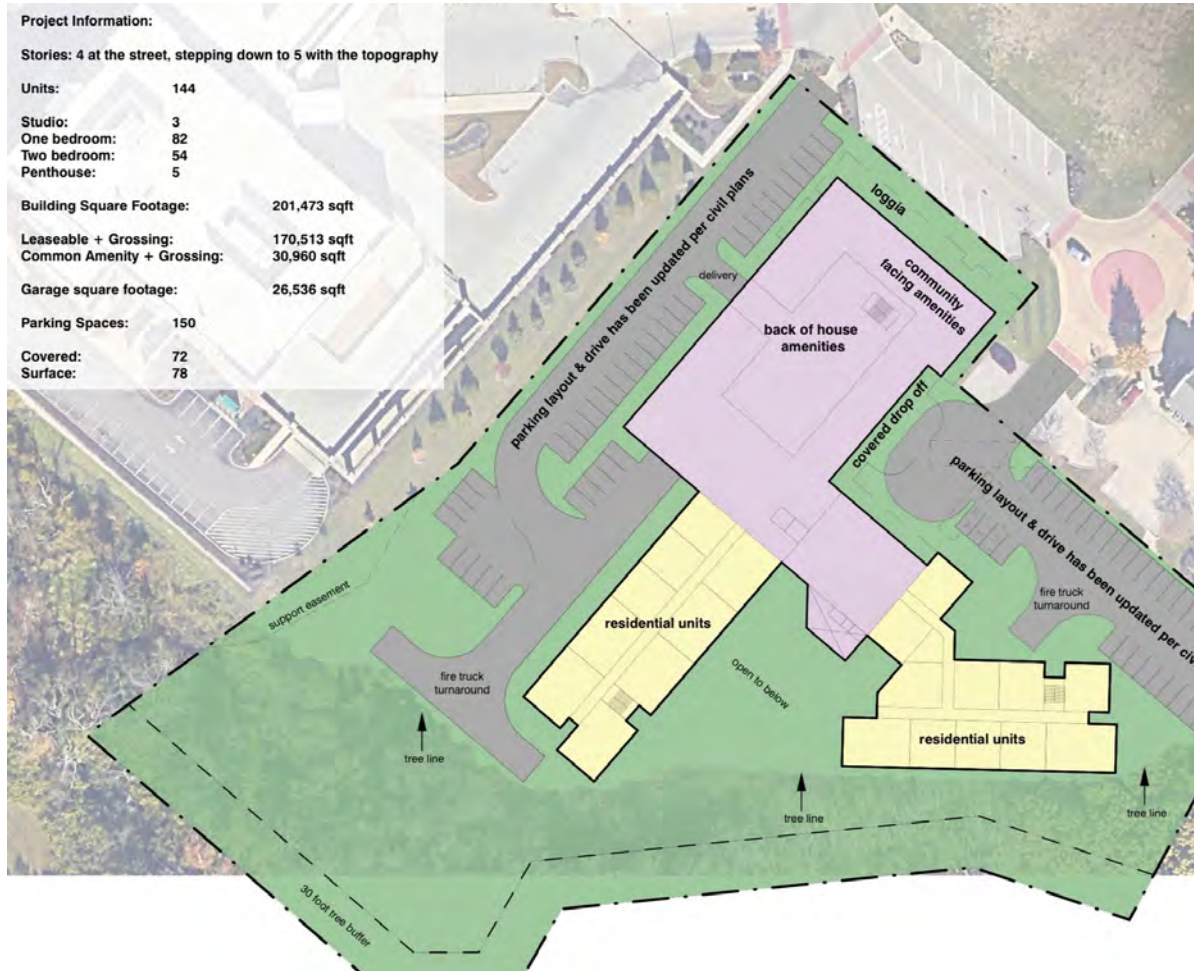 Project Information:
Stories: 4 at the street, stepping down to 5 with the topography
Units: 144
Studio: 3
One bedroom: 82
Two bedroom: 54
Penthouse: 5
Building Square Footage: 201,473 sqft
Leaseable + Grossing: 170,513 sqft
Common Amenity + Grossing: 30,960 sqft
Garage square footage: 26,536 sqft
Parking Spaces: 150
Covered: 72
Surface: 78
parking layout & drive has been updated per civil plans
loggia
delivery
community
facing amenities
back of house
amenities
covered drop off
parking layout & drive has been updated per civ
support easement
fire truck
turnaround
residential units
open to below
fire truck
turnaround
residential units
tree line
tree line
tree line
30 foot tree buffer